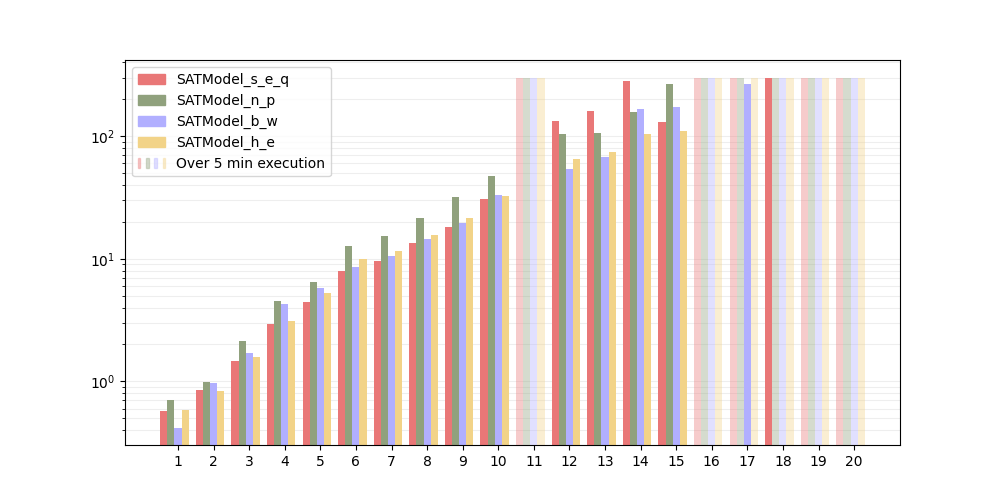 SATModel_s_e_q
SATModel_n_p
SATModel_b_w
SATModel_h_e
Over 5 min execution
10²
10¹
10⁰
1 2 3 4 5 6 7 8 9 10 11 12 13 14 15 16 17 18 19 20